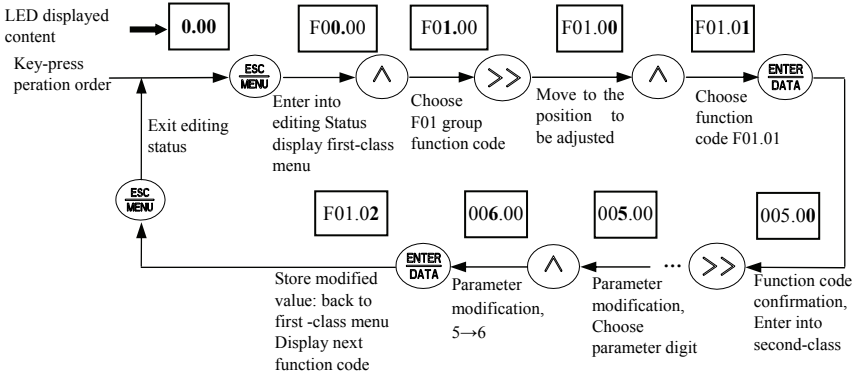 LED displayed
content
0.00
F00.00
F01.00
F01.00
F01.01
Key-press
peration order
ESC
MENU
ENTER
DATA
Enter into
editing Status
display first-class
menu
Choose
F01 group
function code
Move to the
position to
be adjusted
Choose
function
code F01.01
Exit editing
status
ESC
MENU
F01.02
006.00
005.00
005.00
ENTER
DATA
...
Store modified
value: back to
first -class menu
Display next
function code
Parameter
modification,
5→6
Parameter
modification,
Choose
parameter digit
Function code
confirmation,
Enter into
second-class